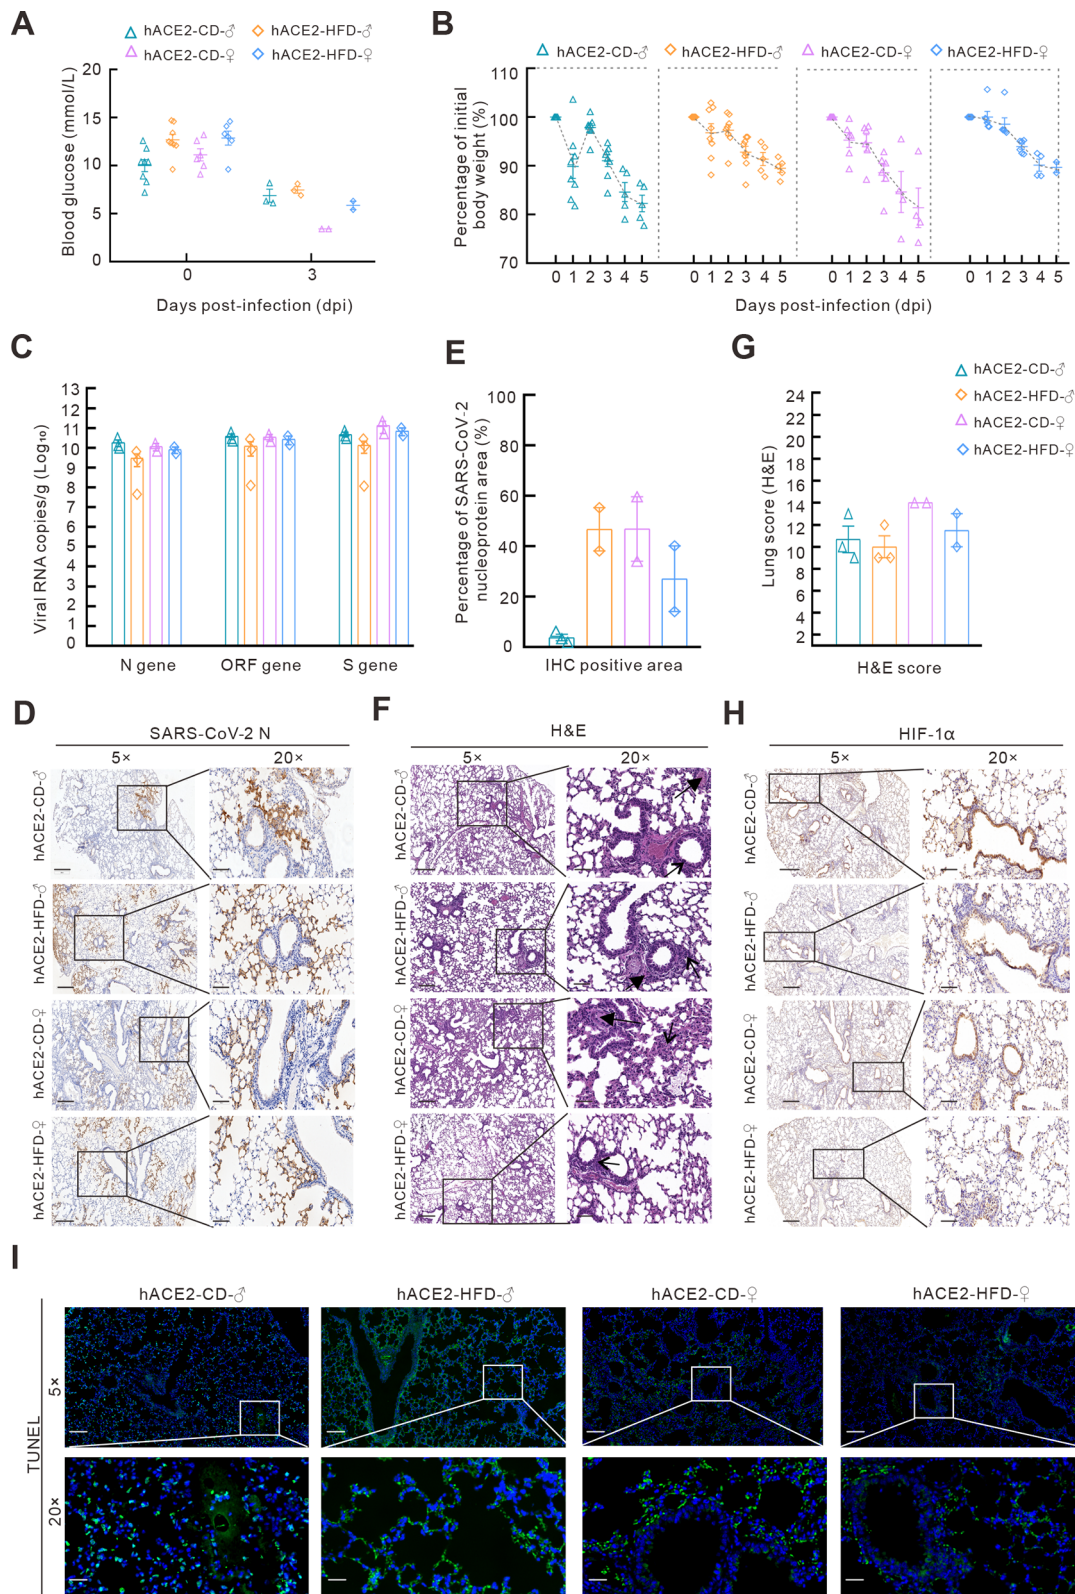 A
hACE2-CD-♂
hACE2-HFD-♂
hACE2-CD-♀
hACE2-HFD-♀
Blood glucose (mmol/L)
20
15
10
5
0
0
3
Days post-infection (dpi)
B
hACE2-CD-♂
hACE2-HFD-♂
hACE2-CD-♀
hACE2-HFD-♀
Percentage of initial
body weight (%)
110
100
90
80
70
0 1 2 3 4 5
0 1 2 3 4 5
0 1 2 3 4 5
0 1 2 3 4 5
Days post-infection (dpi)
Days post-infection (dpi)
C
Viral RNA copies/g (Log₁₀)
13
12
11
10
9
8
7
6
5
4
3
2
1
0
N gene
ORF gene
S gene
E
Percentage of SARS-CoV-2
nucleoprotein area (%)
100
80
60
40
20
0
IHC positive area
G
hACE2-CD-♂
hACE2-HFD-♂
hACE2-CD-♀
hACE2-HFD-♀
Lung score (H&E)
24
22
20
18
16
14
12
10
8
6
4
2
H&E score
D
SARS-CoV-2 N
5×
20×
hACE2-CD-♂
hACE2-HFD-♂
hACE2-CD-♀
hACE2-HFD-♀
F
H&E
5×
20×
hACE2-CD-♂
hACE2-HFD-♂
hACE2-CD-♀
hACE2-HFD-♀
H
HIF-1α
5×
20×
hACE2-CD-♂
hACE2-HFD-♂
hACE2-CD-♀
hACE2-HFD-♀
I
hACE2-CD-♂
hACE2-HFD-♂
hACE2-CD-♀
hACE2-HFD-♀
TUNEL
5×
20×